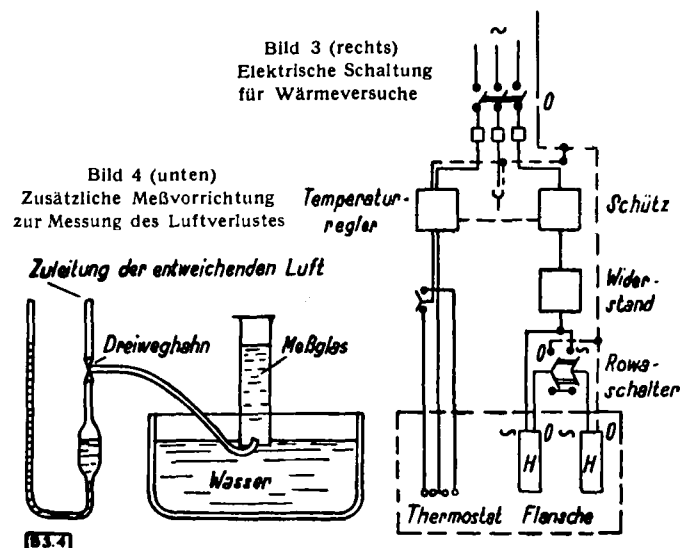 Bild 3 (rechts)
Elektrische Schaltung
für Wärmeversuche
Bild 4 (unten)
Zusätzliche Meßvorrichtung
zur Messung des Luftverlustes
Zuleitung der entweichenden Luft
Dreiweghahn
Meßglas
Wasser
~
0
Temperatur-
regler
Schütz
Wider-
stand
0
Rowa-
schalter
0
0
H
H
Thermostat
Flansche
B3.4